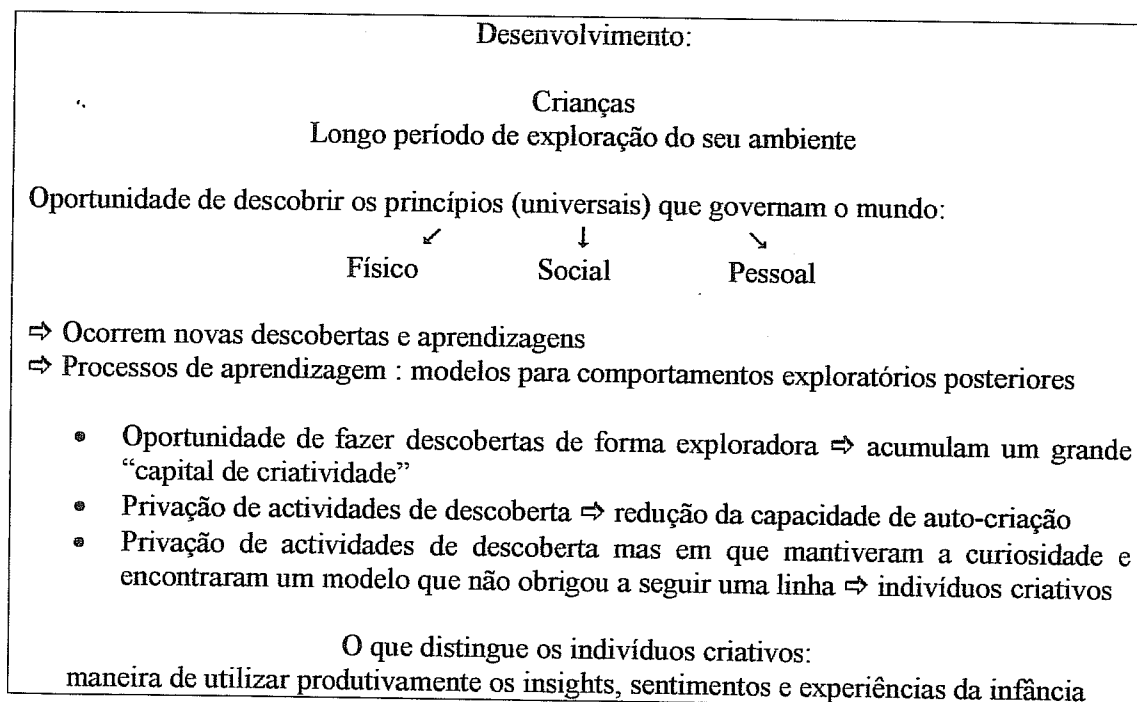 Desenvolvimento:
Crianças
Longo período de exploração do seu ambiente
Oportunidade de descobrir os princípios (universais) que governam o mundo:
↙ ↓ ↘
Físico Social Pessoal
⇨ Ocorrem novas descobertas e aprendizagens
⇨ Processos de aprendizagem : modelos para comportamentos exploratórios posteriores
• Oportunidade de fazer descobertas de forma exploradora ⇨ acumulam um grande
“capital de criatividade”
• Privação de actividades de descoberta ⇨ redução da capacidade de auto-criação
• Privação de actividades de descoberta mas em que mantiveram a curiosidade e
encontraram um modelo que não obrigou a seguir uma linha ⇨ indivíduos criativos
O que distingue os indivíduos criativos:
maneira de utilizar produtivamente os insights, sentimentos e experiências da infância